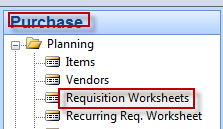 Purchase
Planning
Items
Vendors
Requisition Worksheets
Recurring Req. Worksheet